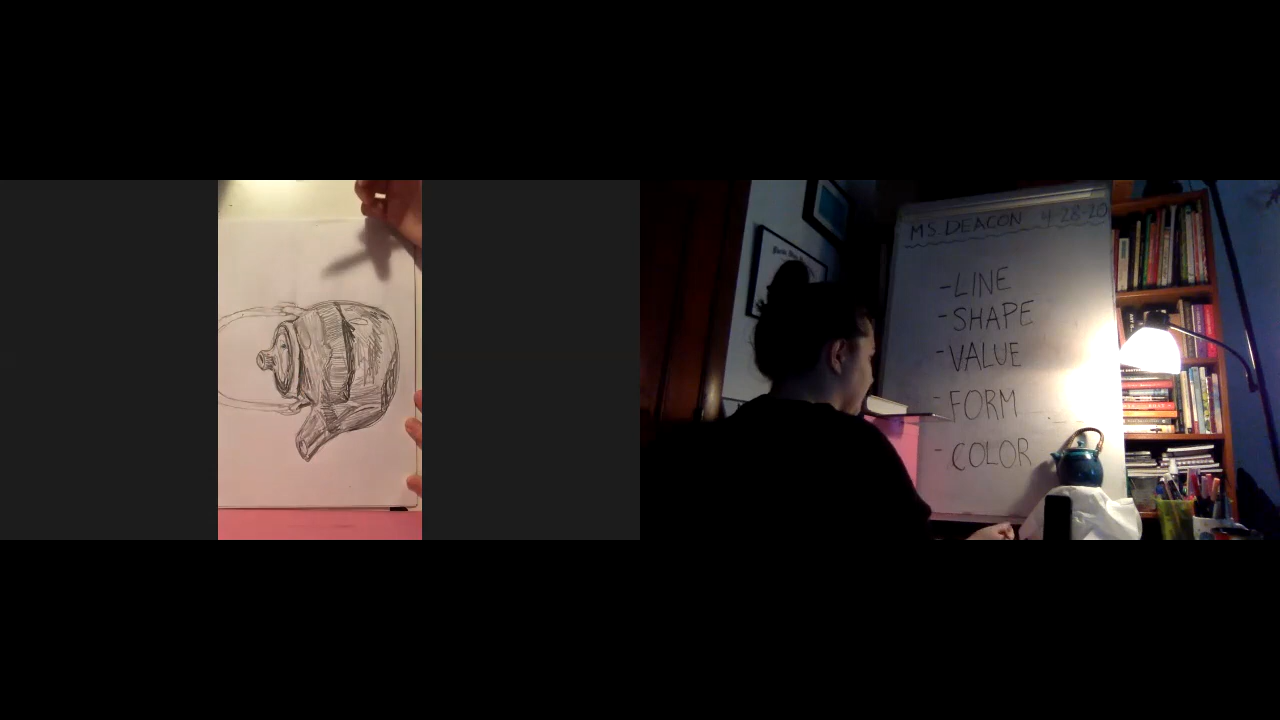 MS. DEACON 4-28-20
-LINE
-SHAPE
-VALUE
-FORM
-COLOR